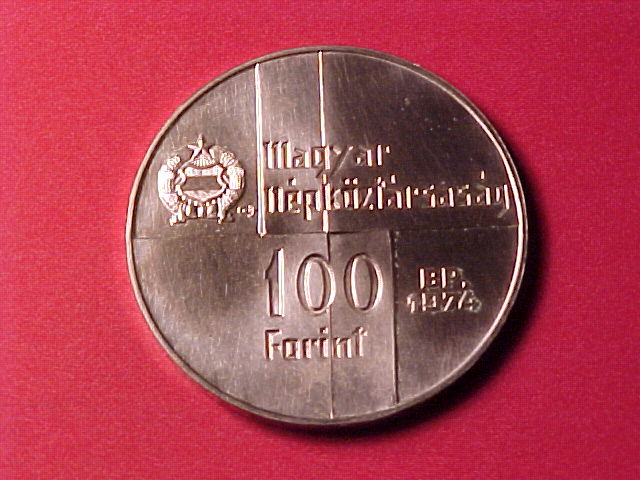 Magyar
Népköztársaság
100
Forint
BP.
1974